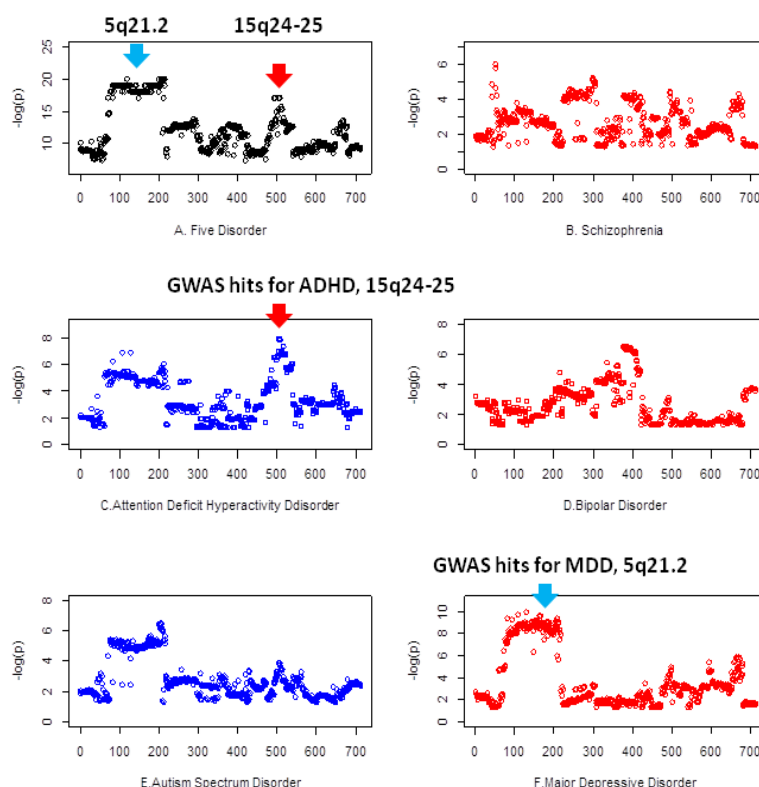 5q21.2 15q24-25
-log(p)
25
20
15
10
0 100 200 300 400 500 600 700
A. Five Disorder
-log(p)
6
4
2
0
0 100 200 300 400 500 600 700
B. Schizophrenia
GWAS hits for ADHD, 15q24-25
-log(p)
8
6
4
2
0
0 100 200 300 400 500 600 700
C.Attention Deficit Hyperactivity Ddisorder
-log(p)
8
6
4
2
0
0 100 200 300 400 500 600 700
D.Bipolar Disorder
GWAS hits for MDD, 5q21.2
-log(p)
8
6
4
2
0
0 100 200 300 400 500 600 700
E.Autism Spectrum Disorder
-log(p)
10
8
6
4
2
0
0 100 200 300 400 500 600 700
F.Major Depressive Disorder